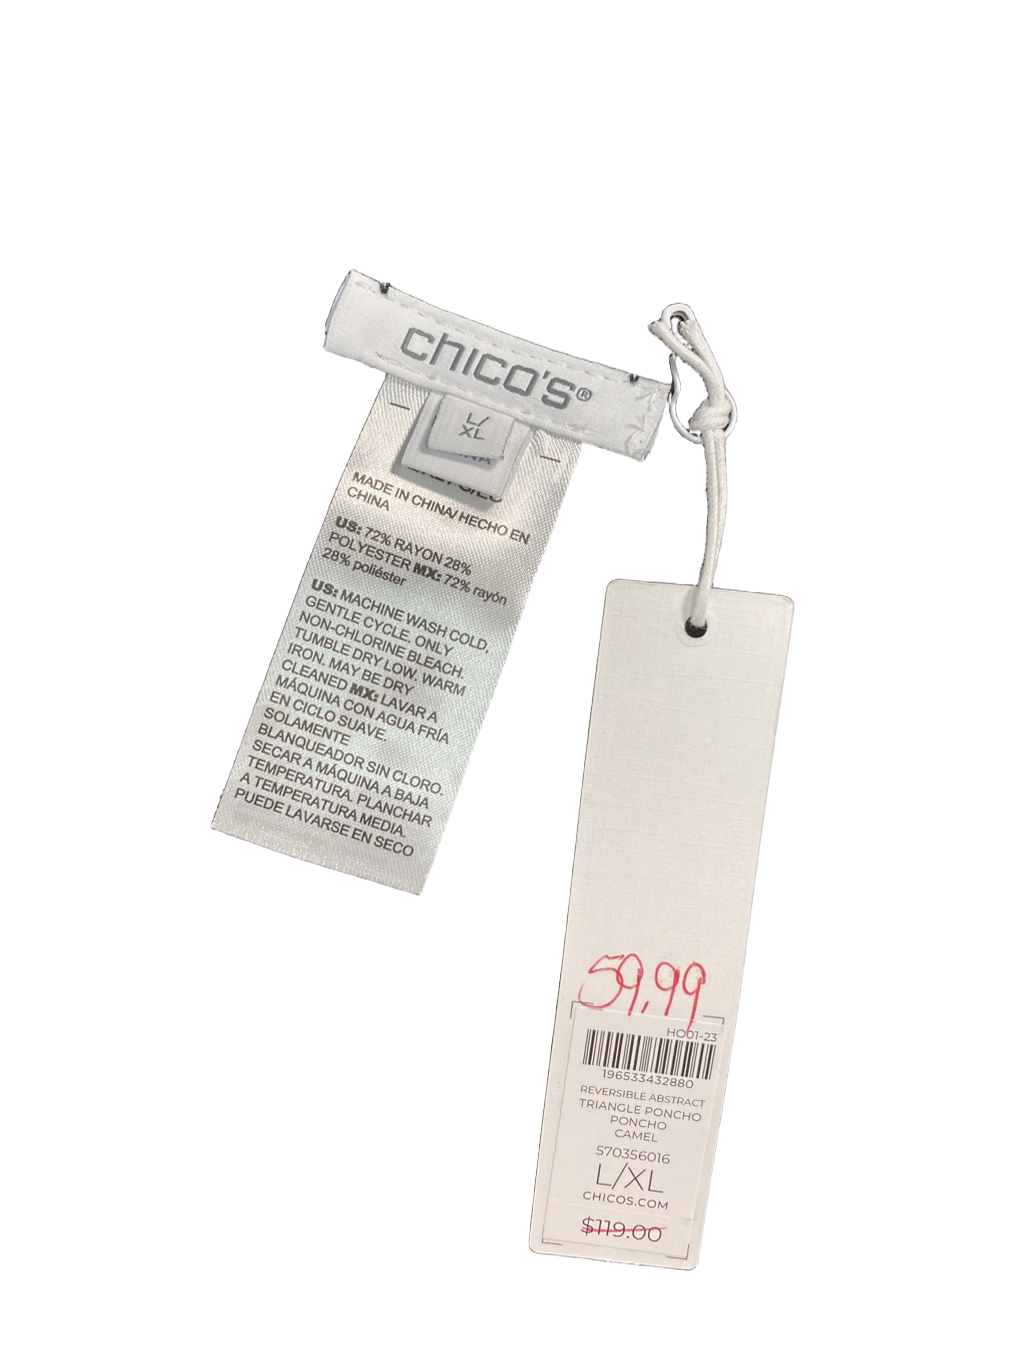 chico's®
L/
XL
MADE IN CHINA/ HECHO EN
CHINA
US: 72% RAYON 28%
POLYESTER MX: 72% rayón
28% poliéster
US: MACHINE WASH COLD,
GENTLE CYCLE. ONLY
NON-CHLORINE BLEACH.
TUMBLE DRY LOW. WARM
IRON. MAY BE DRY
CLEANED MX: LAVAR A
MÁQUINA CON AGUA FRÍA
EN CICLO SUAVE.
SOLAMENTE
BLANQUEADOR SIN CLORO.
SECAR A MÁQUINA A BAJA
TEMPERATURA. PLANCHAR
A TEMPERATURA MEDIA.
PUEDE LAVARSE EN SECO
59.99
HO01-23
196533432880
REVERSIBLE ABSTRACT
TRIANGLE PONCHO
PONCHO
CAMEL
570356016
L/XL
CHICOS.COM
$119.00